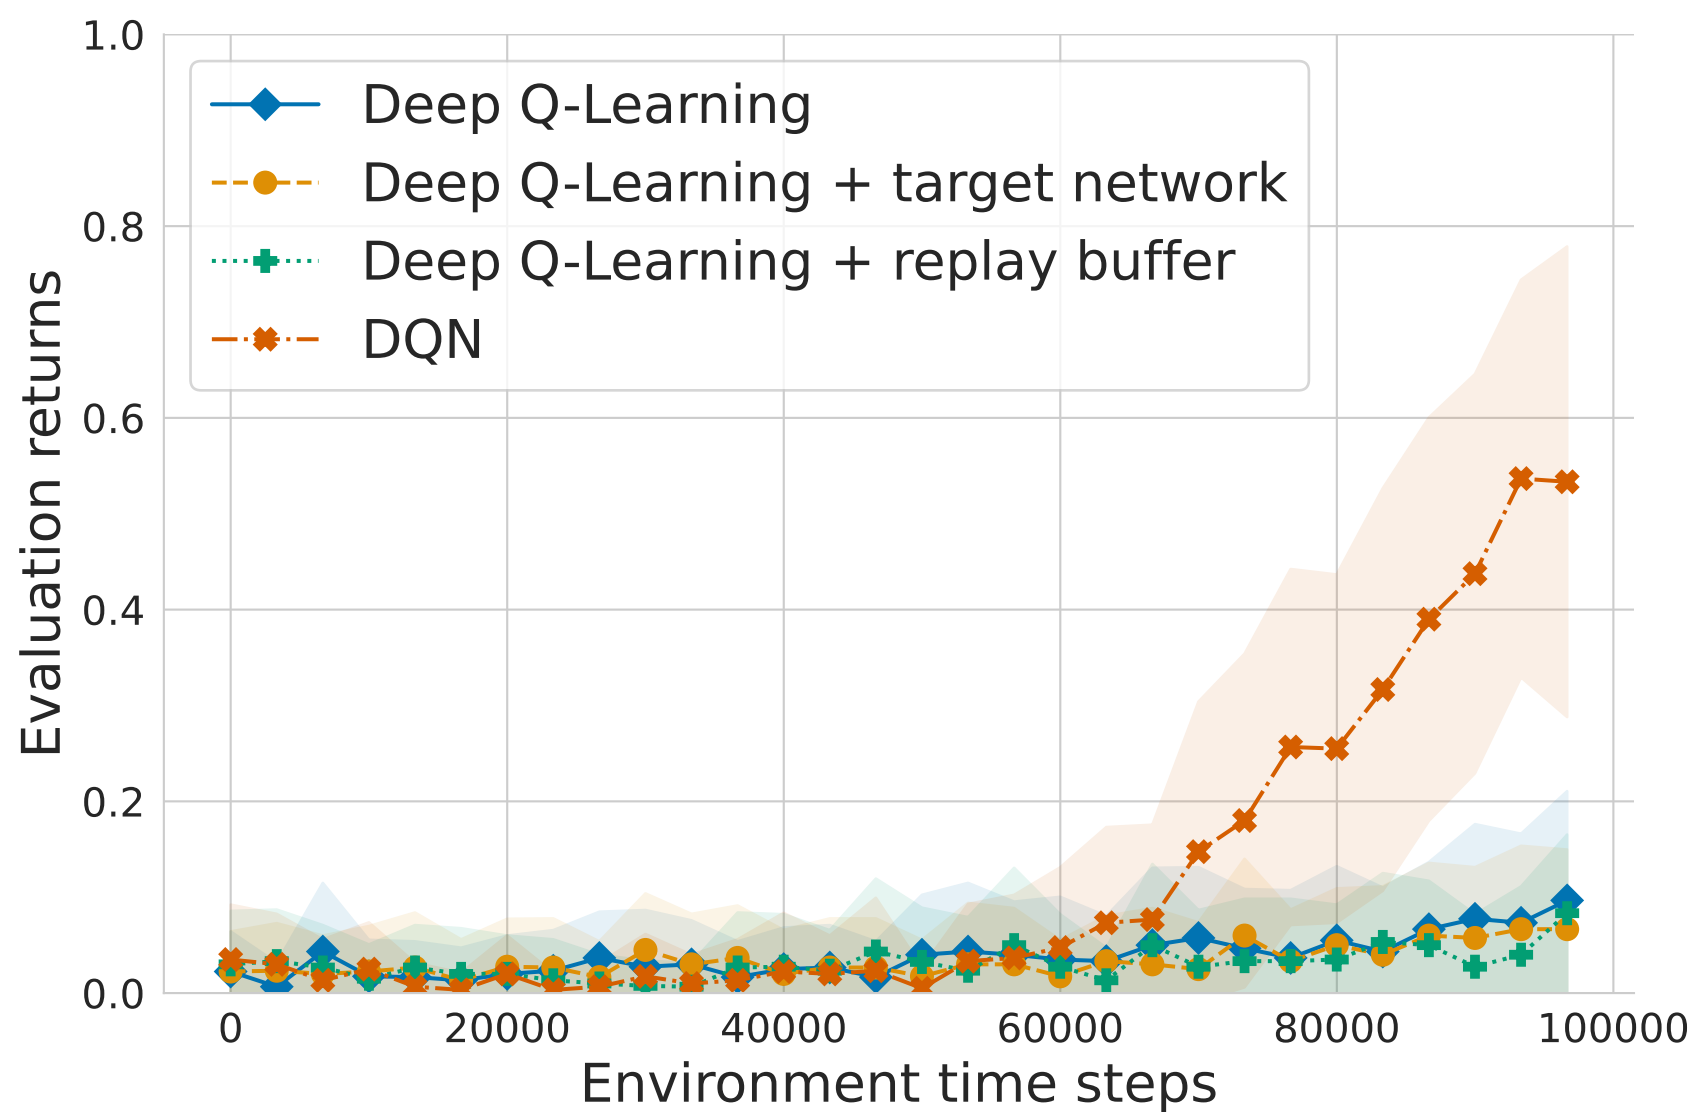 1.0
0.8
0.6
0.4
0.2
0.0
Evaluation returns
Deep Q-Learning
Deep Q-Learning + target network
Deep Q-Learning + replay buffer
DQN
0 20000 40000 60000 80000 100000
Environment time steps